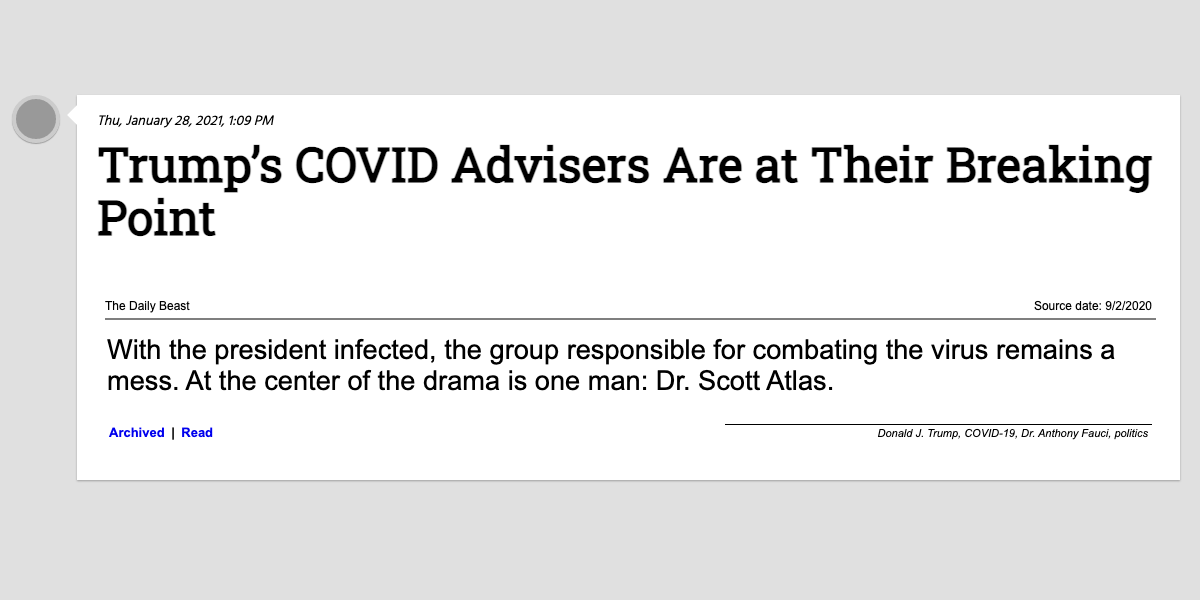 Thu, January 28, 2021, 1:09 PM
Trump’s COVID Advisers Are at Their Breaking
Point
The Daily Beast
Source date: 9/2/2020
With the president infected, the group responsible for combating the virus remains a
mess. At the center of the drama is one man: Dr. Scott Atlas.
Archived | Read
Donald J. Trump, COVID-19, Dr. Anthony Fauci, politics